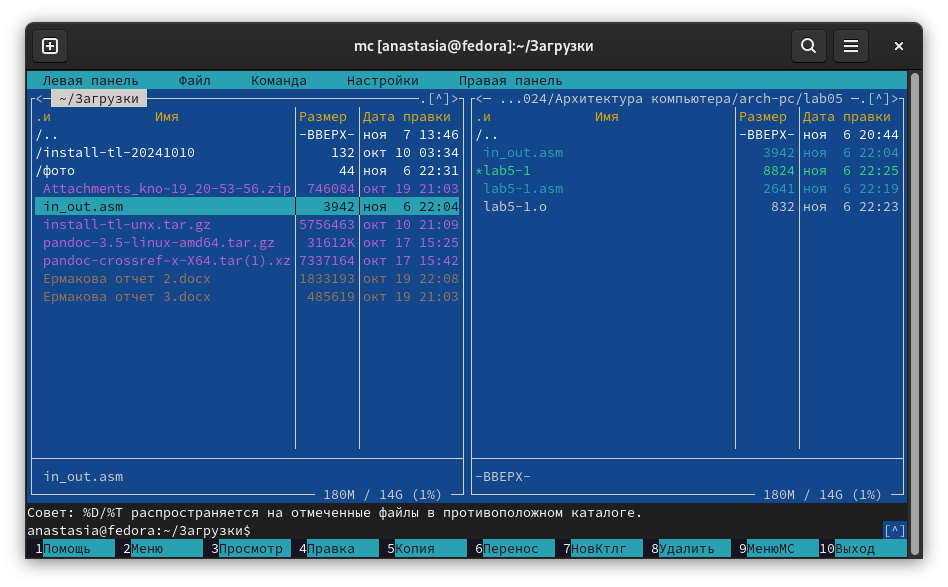 mc [anastasia@fedora]:~/Загрузки
Левая панель Файл Команда Настройки Правая панель
<─ ~/Загрузки .[^]> <─ ...024/Архитектура компьютера/arch-pc/lab05 ─.[^]>
.и Имя Размер Дата правки .и Имя Размер Дата правки
/.. -ВВЕРХ- ноя 7 13:46 /.. -ВВЕРХ- ноя 6 20:44
/install-tl-20241010 132 окт 10 03:34 in_out.asm 3942 ноя 6 22:04
/фото 44 ноя 6 22:31 *lab5-1 8824 ноя 6 22:25
Attachments_kno~19_20-53-56.zip 746084 окт 19 21:03 lab5-1.asm 2641 ноя 6 22:19
in_out.asm 3942 ноя 6 22:04 lab5-1.o 832 ноя 6 22:23
install-tl-unx.tar.gz 5756463 окт 10 21:09
pandoc-3.5-linux-amd64.tar.gz 31612K окт 17 15:25
pandoc-crossref~x-X64.tar(1).xz 7337164 окт 17 15:42
Ермакова отчет 2.docx 1833193 окт 19 22:08
Ермакова отчет 3.docx 485619 окт 19 21:03
in_out.asm -ВВЕРХ-
180M / 14G (1%) 180M / 14G (1%)
Совет: %D/%T распространяется на отмеченные файлы в противоположном каталоге.
anastasia@fedora:~/Загрузки$ [^]
1Помощь 2Меню 3Просмотр 4Правка 5Копия 6Перенос 7НовКтлг 8Удалить 9МенюМС 10Выход